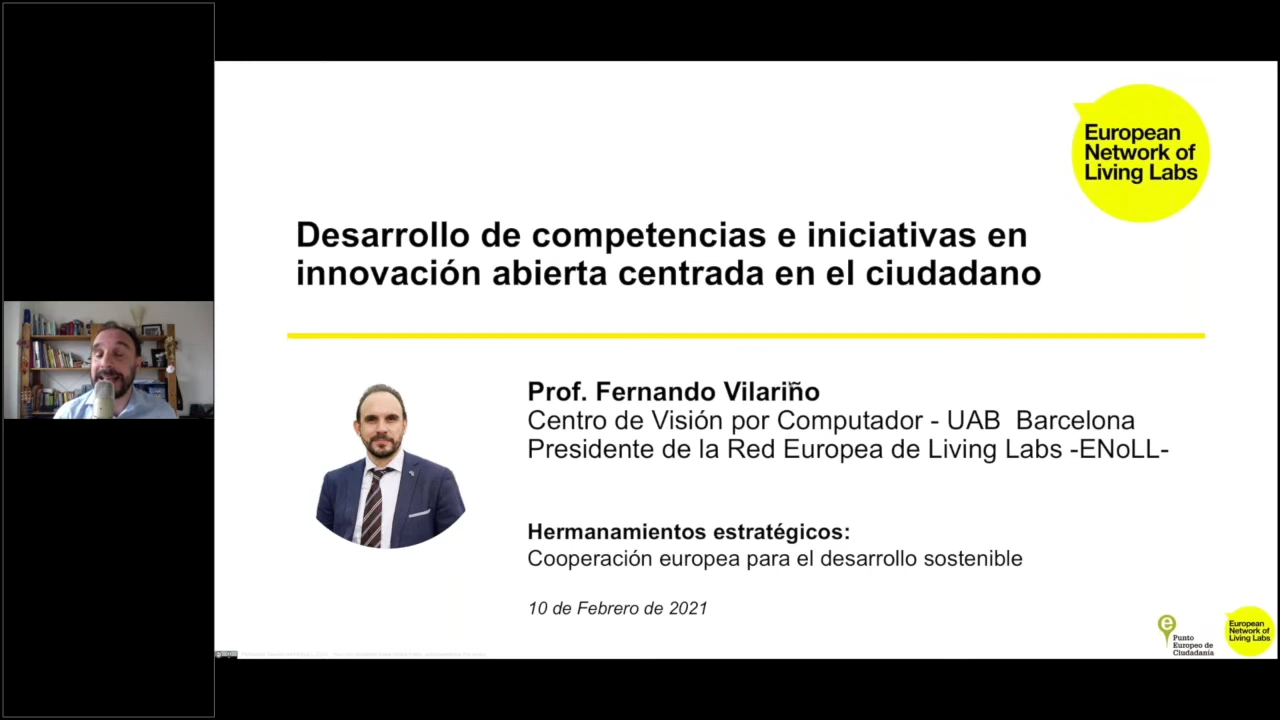 European
Network of
Living Labs
Desarrollo de competencias e iniciativas en
innovación abierta centrada en el ciudadano
Prof. Fernando Vilariño
Centro de Visión por Computador - UAB Barcelona
Presidente de la Red Europea de Living Labs -ENoLL-
Hermanamientos estratégicos:
Cooperación europea para el desarrollo sostenible
10 de Febrero de 2021
e
Punto
Europeo de
Ciudadanía
European
Network of
Living Labs